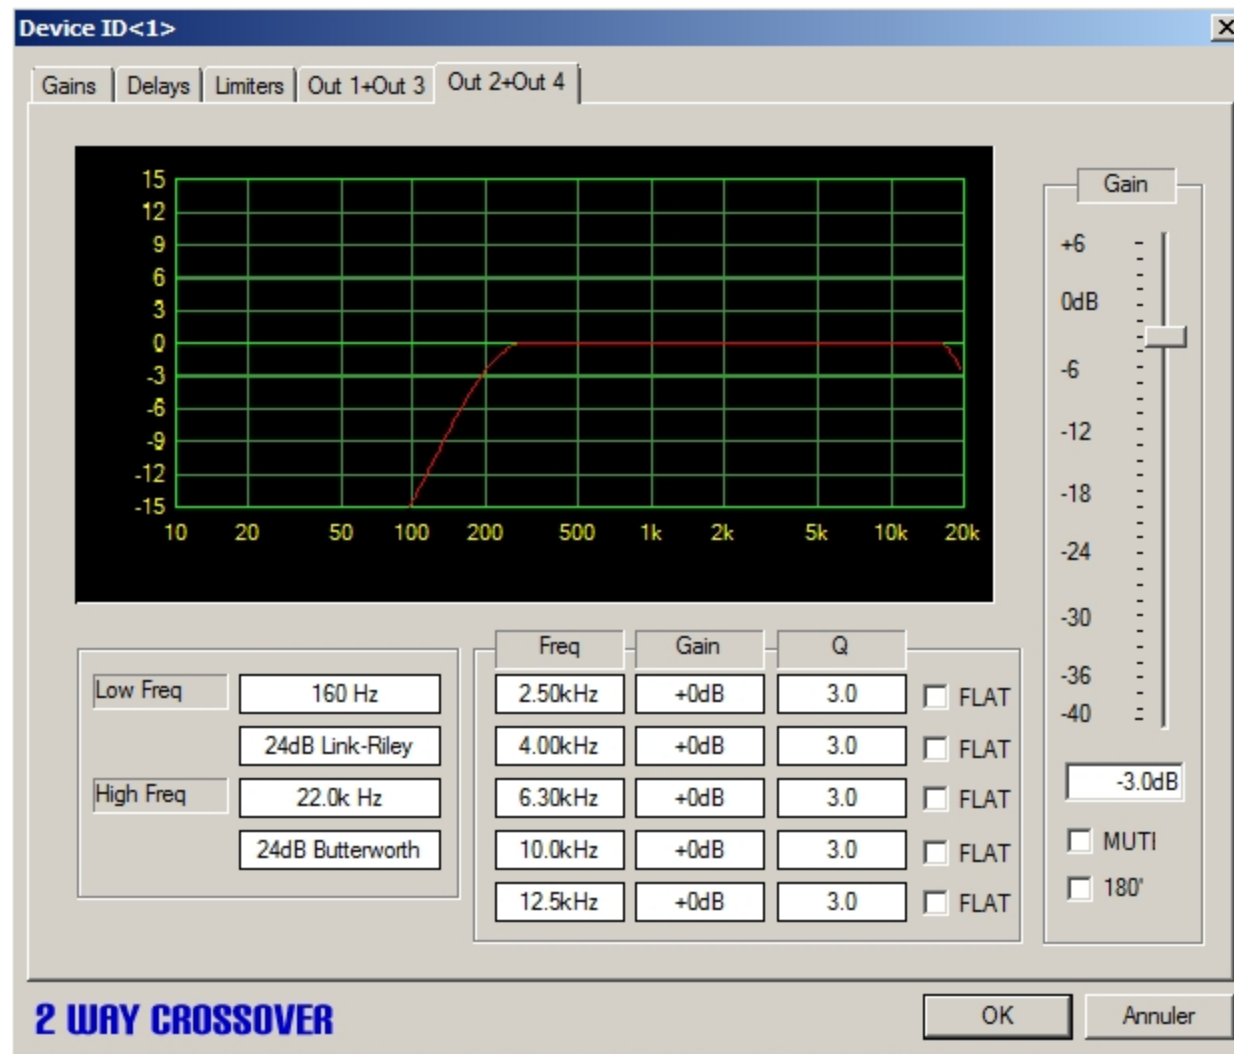 Device ID<1>
Gains Delays Limiters Out 1+Out 3 Out 2+Out 4
15
12
9
6
3
0
-3
-6
-9
-12
-15
10 20 50 100 200 500 1k 2k 5k 10k 20k
Gain
+6
0dB
-6
-12
-18
-24
-30
-36
-40
-3.0dB
MUTI
180'
Low Freq 160 Hz
24dB Link-Riley
High Freq 22.0k Hz
24dB Butterworth
Freq Gain Q
2.50kHz +0dB 3.0 FLAT
4.00kHz +0dB 3.0 FLAT
6.30kHz +0dB 3.0 FLAT
10.0kHz +0dB 3.0 FLAT
12.5kHz +0dB 3.0 FLAT
2 WAY CROSSOVER
OK Annuler